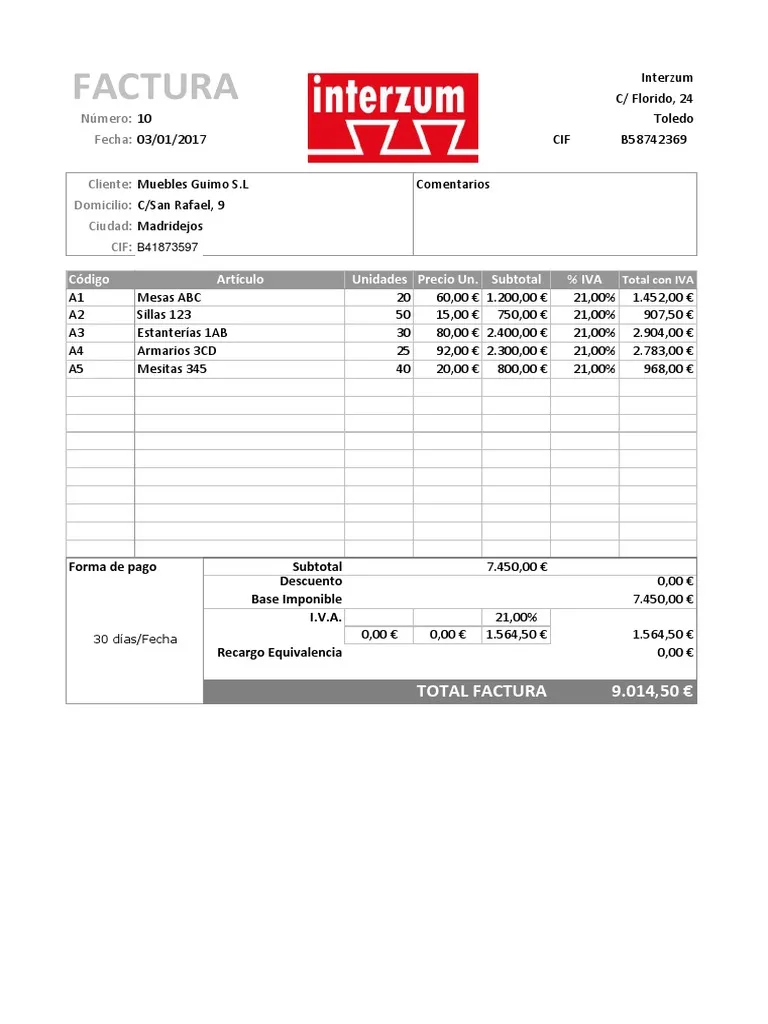 FACTURA
Número: 10
Fecha: 03/01/2017
interzum
Interzum
C/ Florido, 24
Toledo
CIF B58742369
Cliente: Muebles Guimo S.L
Domicilio: C/San Rafael, 9
Ciudad: Madridejos
CIF: B41873597
Comentarios
Código Artículo Unidades Precio Un. Subtotal % IVA Total con IVA
A1 Mesas ABC 20 60,00 € 1.200,00 € 21,00% 1.452,00 €
A2 Sillas 123 50 15,00 € 750,00 € 21,00% 907,50 €
A3 Estanterías 1AB 30 80,00 € 2.400,00 € 21,00% 2.904,00 €
A4 Armarios 3CD 25 92,00 € 2.300,00 € 21,00% 2.783,00 €
A5 Mesitas 345 40 20,00 € 800,00 € 21,00% 968,00 €
Forma de pago
30 días/Fecha
Subtotal 7.450,00 €
Descuento 0,00 €
Base Imponible 7.450,00 €
I.V.A. 21,00%
0,00 € 0,00 € 1.564,50 € 1.564,50 €
Recargo Equivalencia 0,00 €
TOTAL FACTURA 9.014,50 €